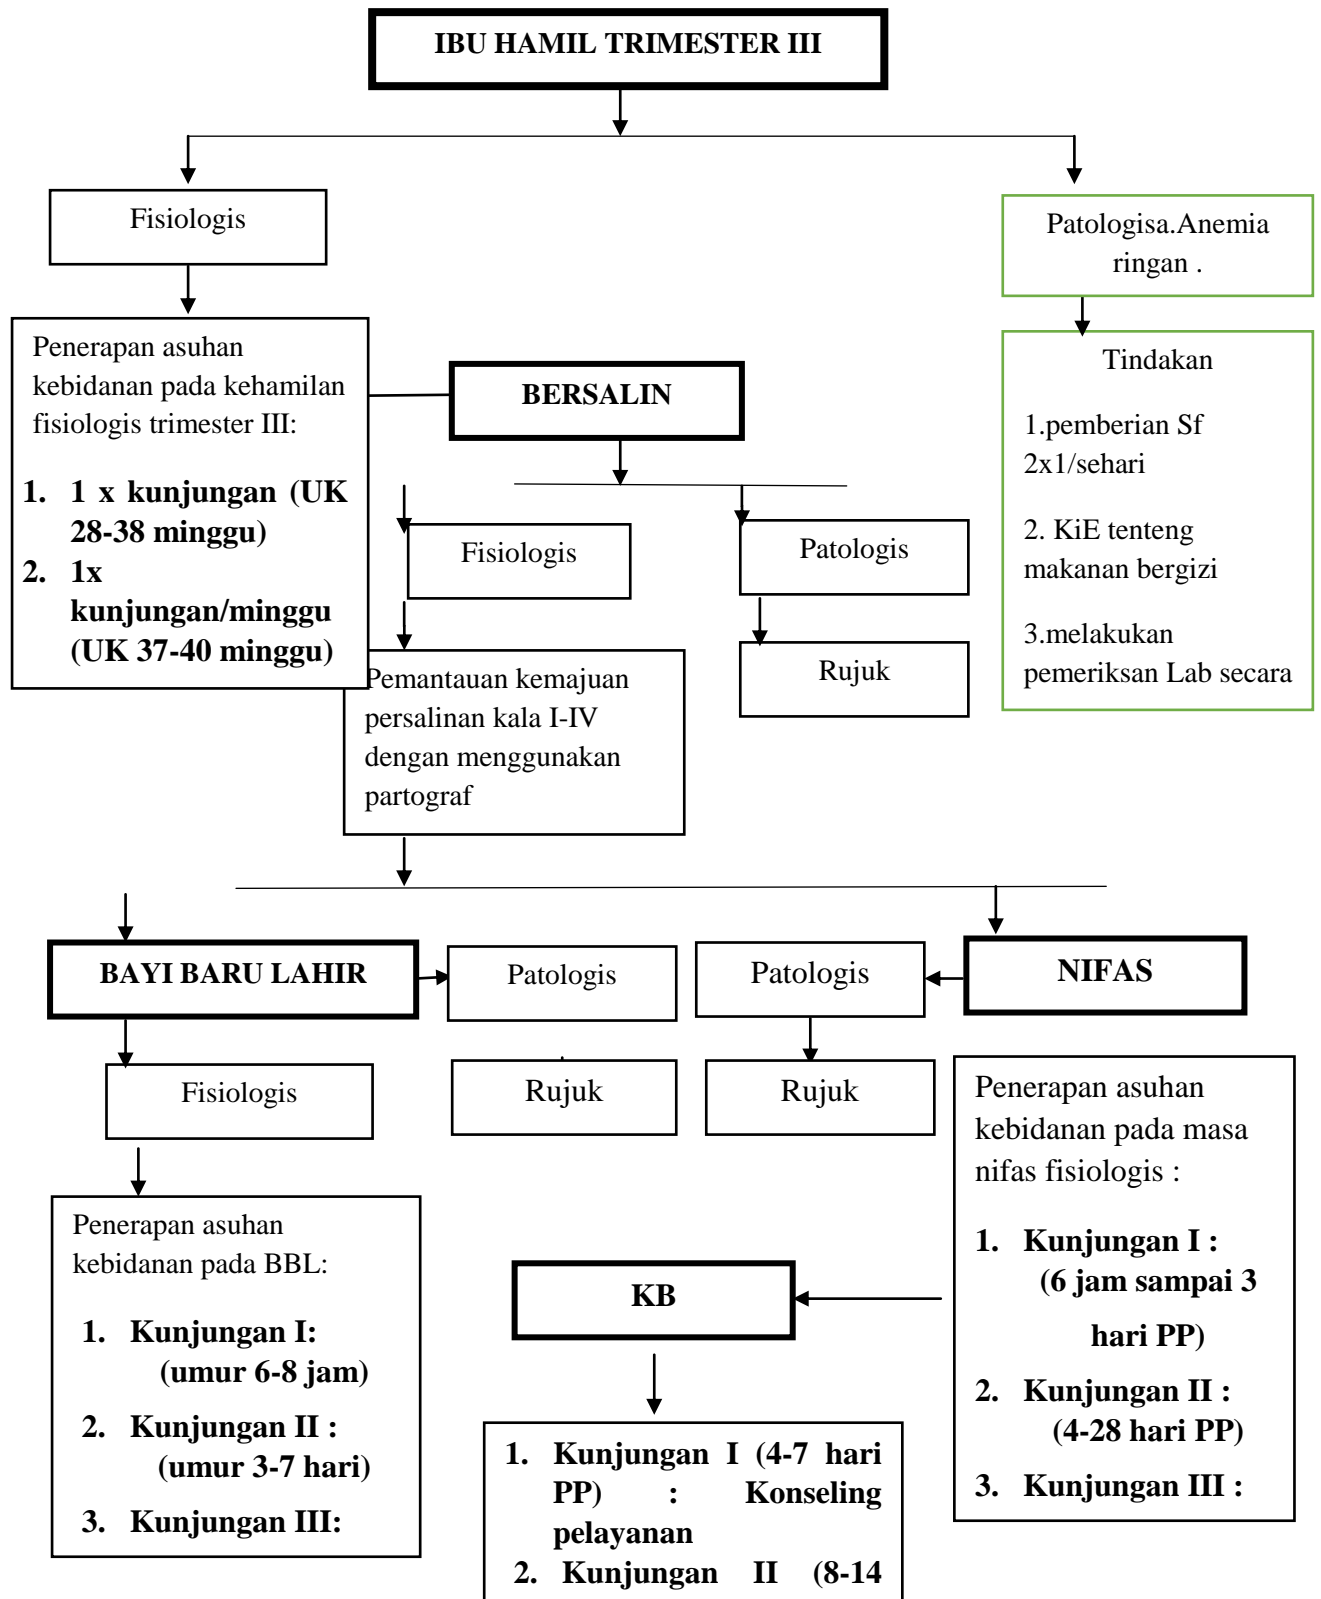 IBU HAMIL TRIMESTER III
Fisiologis
Patologisa.Anemia
ringan .
Penerapan asuhan
kebidanan pada kehamilan
fisiologis trimester III:
1. 1 x kunjungan (UK
28-38 minggu)
2. 1x
kunjungan/minggu
(UK 37-40 minggu)
BERSALIN
Tindakan
1.pemberian Sf
2x1/sehari
2. KiE tenteng
makanan bergizi
3.melakukan
pemeriksan Lab secara
Fisiologis
Patologis
Rujuk
Pemantauan kemajuan
persalinan kala I-IV
dengan menggunakan
partograf
BAYI BARU LAHIR
Patologis
Patologis
NIFAS
Fisiologis
Rujuk
Rujuk
Penerapan asuhan
kebidanan pada masa
nifas fisiologis :
1. Kunjungan I :
(6 jam sampai 3
hari PP)
2. Kunjungan II :
(4-28 hari PP)
3. Kunjungan III :
Penerapan asuhan
kebidanan pada BBL:
1. Kunjungan I:
(umur 6-8 jam)
2. Kunjungan II :
(umur 3-7 hari)
3. Kunjungan III:
KB
1. Kunjungan I (4-7 hari
PP) : Konseling
pelayanan
2. Kunjungan II (8-14